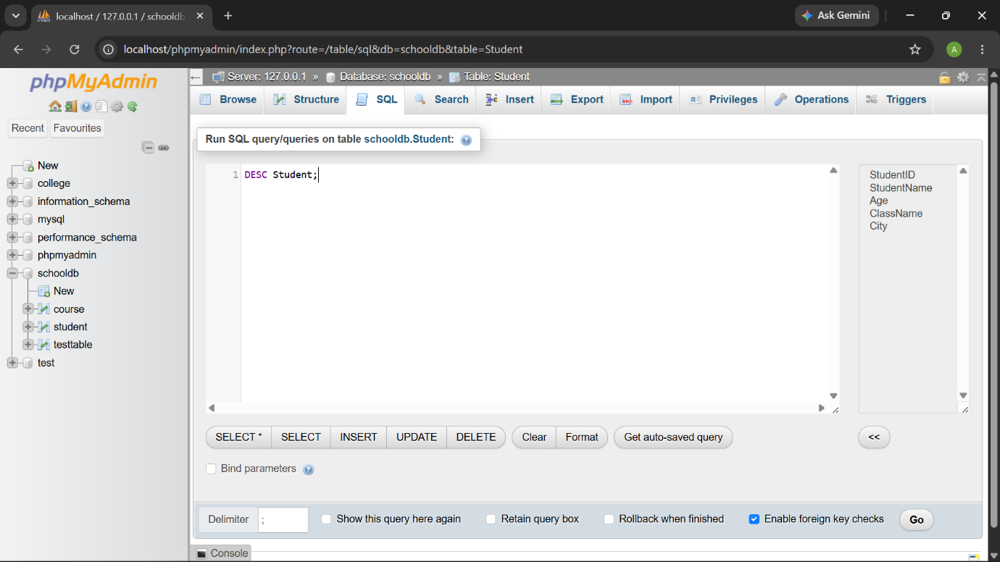 localhost / 127.0.0.1 / schooldb
Ask Gemini
localhost/phpmyadmin/index.php?route=/table/sql&db=schooldb&table=Student
A
phpMyAdmin
Recent Favourites
New
college
information_schema
mysql
performance_schema
phpmyadmin
schooldb
New
course
student
testtable
test
Server: 127.0.0.1 » Database: schooldb » Table: Student
Browse Structure SQL Search Insert Export Import Privileges Operations Triggers
Run SQL query/queries on table schooldb.Student:
1 DESC Student;
StudentID
StudentName
Age
ClassName
City
SELECT * SELECT INSERT UPDATE DELETE Clear Format Get auto-saved query <<
Bind parameters
Delimiter ; Show this query here again Retain query box Rollback when finished Enable foreign key checks Go
Console